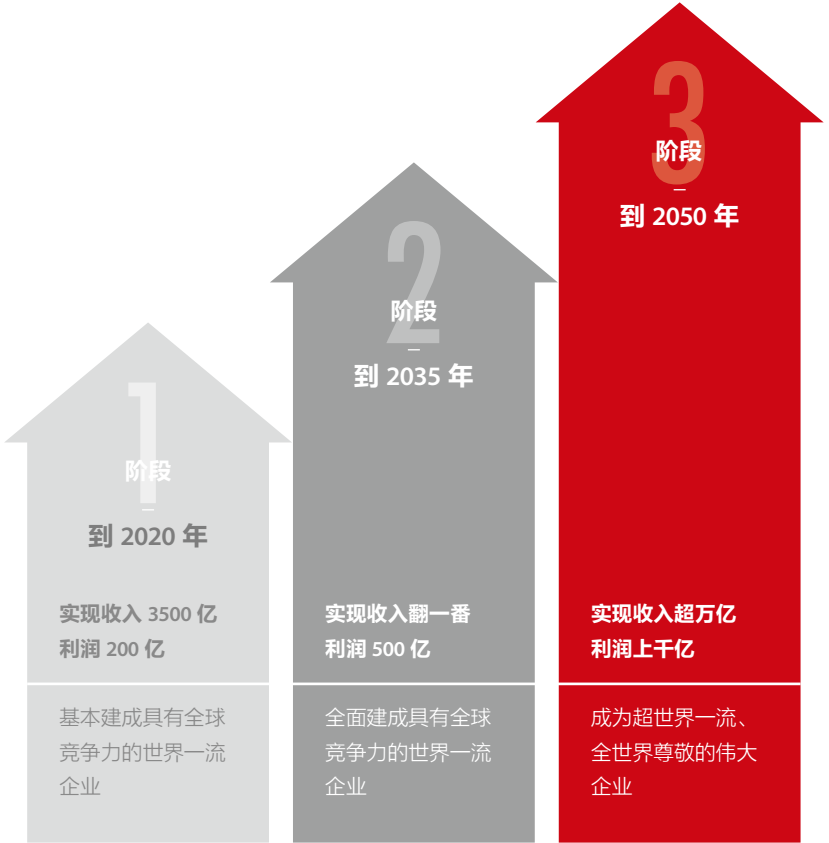 1
阶段
到 2020 年
实现收入 3500 亿
利润 200 亿
基本建成具有全球
竞争力的世界一流
企业
2
阶段
到 2035 年
实现收入翻一番
利润 500 亿
全面建成具有全球
竞争力的世界一流
企业
3
阶段
到 2050 年
实现收入超万亿
利润上千亿
成为超世界一流、
全世界尊敬的伟大
企业